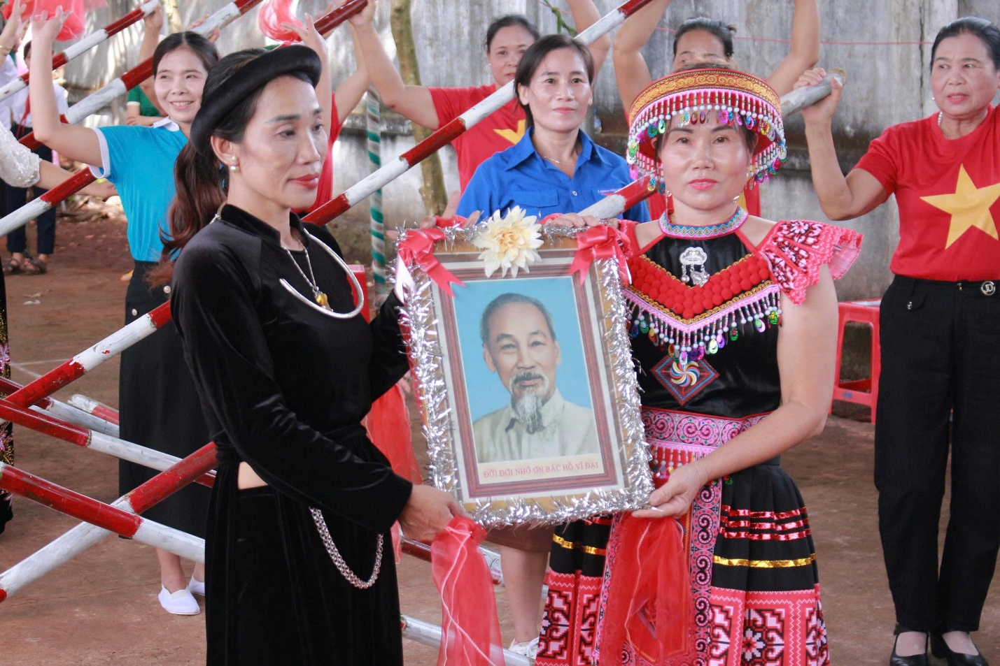 ĐỜI ĐỜI NHỚ ƠN BÁC HỒ VĨ ĐẠI